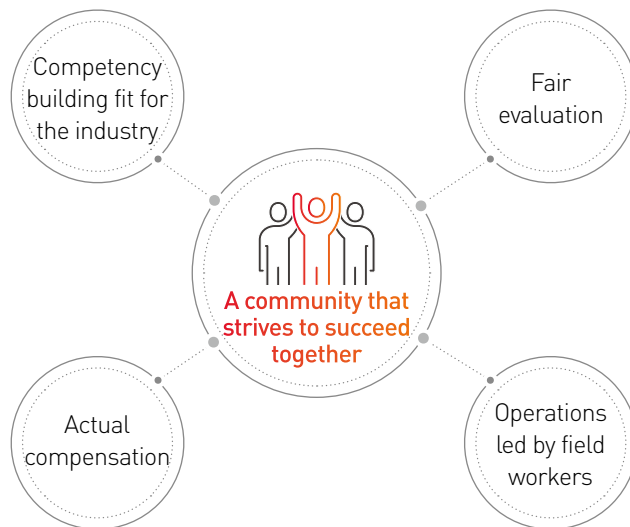 Competency
building fit for
the industry
Fair
evaluation
A community that
strives to succeed
together
Actual
compensation
Operations
led by field
workers